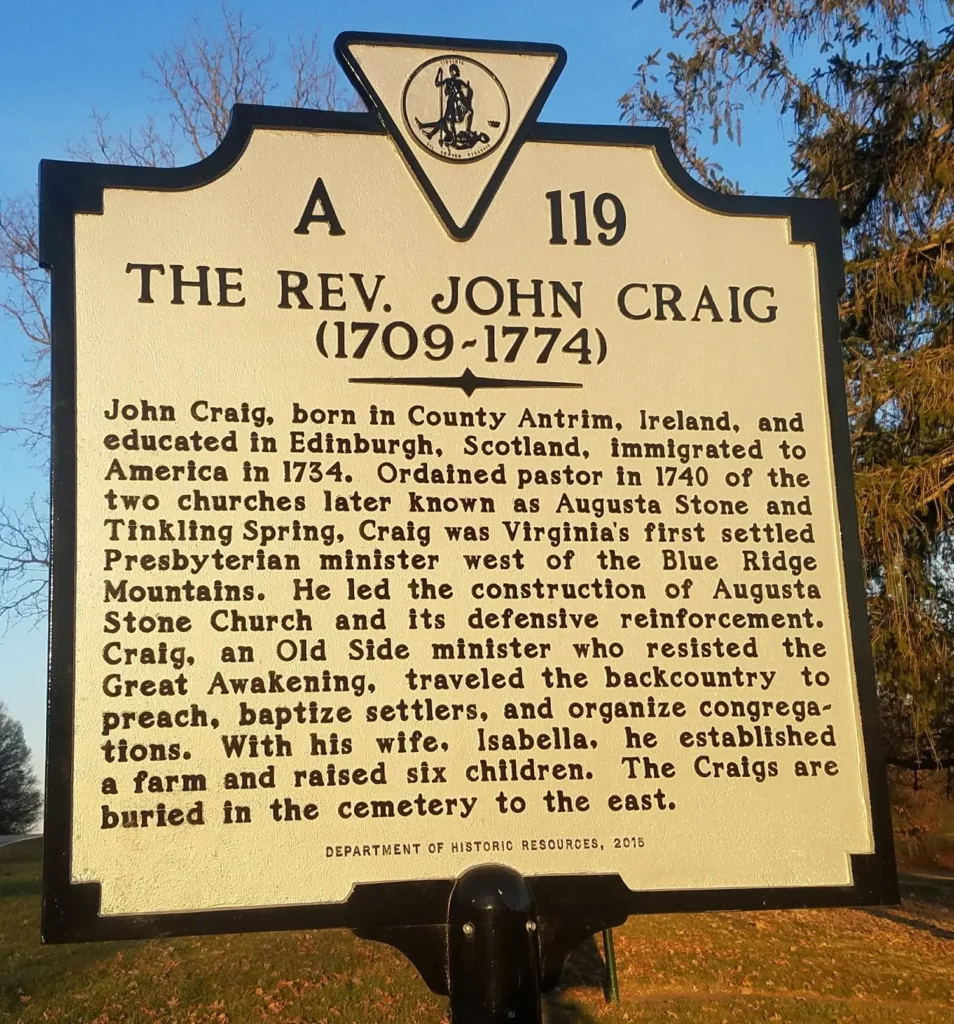 VIRGINIA
SIC SEMPER TYRANNIS
A 119
THE REV. JOHN CRAIG
(1709~1774)
John Craig, born in County Antrim, Ireland, and
educated in Edinburgh, Scotland, immigrated to
America in 1734. Ordained pastor in 1740 of the
two churches later known as Augusta Stone and
Tinkling Spring, Craig was Virginia's first settled
Presbyterian minister west of the Blue Ridge
Mountains. He led the construction of Augusta
Stone Church and its defensive reinforcement.
Craig, an Old Side minister who resisted the
Great Awakening, traveled the backcountry to
preach, baptize settlers, and organize congrega-
tions. With his wife, Isabella, he established
a farm and raised six children. The Craigs are
buried in the cemetery to the east.
DEPARTMENT OF HISTORIC RESOURCES, 2015